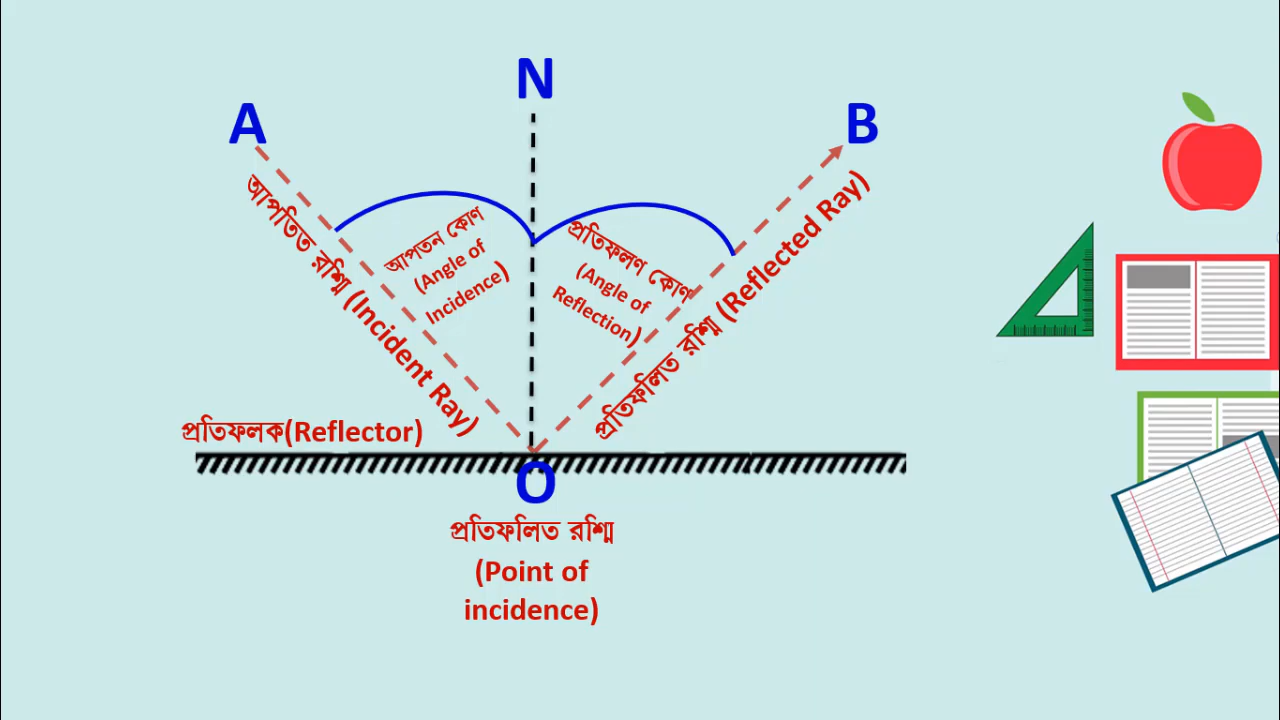 N
A
B
আপতিত রশ্মি (Incident Ray)
আপতন কোণ
(Angle of
Incidence)
প্রতিফলণ কোণ
(Angle of
Reflection)
প্রতিফলিত রশ্মি (Reflected Ray)
প্রতিফলক(Reflector)
O
প্রতিফলিত রশ্মি
(Point of
incidence)